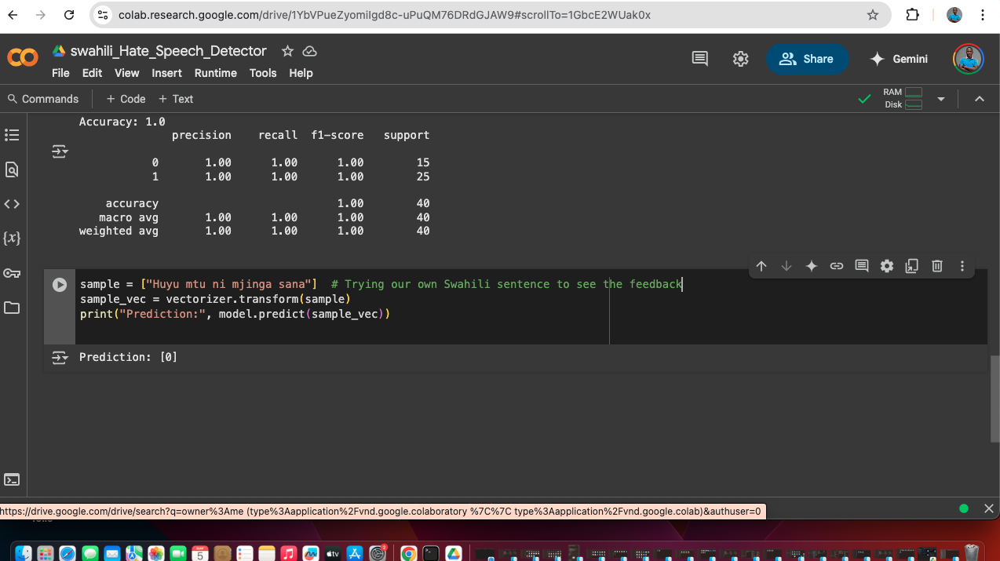 colab.research.google.com/drive/1YbVPueZyomiIgd8c-uPuQM76DRdGJAW9#scrollTo=1GbcE2WUak0x
swahili_Hate_Speech_Detector
File Edit View Insert Runtime Tools Help
Share
Gemini
Commands + Code + Text
RAM
Disk
Accuracy: 1.0
precision recall f1-score support
0 1.00 1.00 1.00 15
1 1.00 1.00 1.00 25
accuracy 1.00 40
macro avg 1.00 1.00 1.00 40
weighted avg 1.00 1.00 1.00 40
sample = ["Huyu mtu ni mjinga sana"] # Trying our own Swahili sentence to see the feedback
sample_vec = vectorizer.transform(sample)
print("Prediction:", model.predict(sample_vec))
Prediction: [0]
https://drive.google.com/drive/search?q=owner%3Ame (type%3Aapplication%2Fvnd.google.colaboratory %7C%7C type%3Aapplication%2Fvnd.google.colab)&authuser=0
MAY
5
tv
2